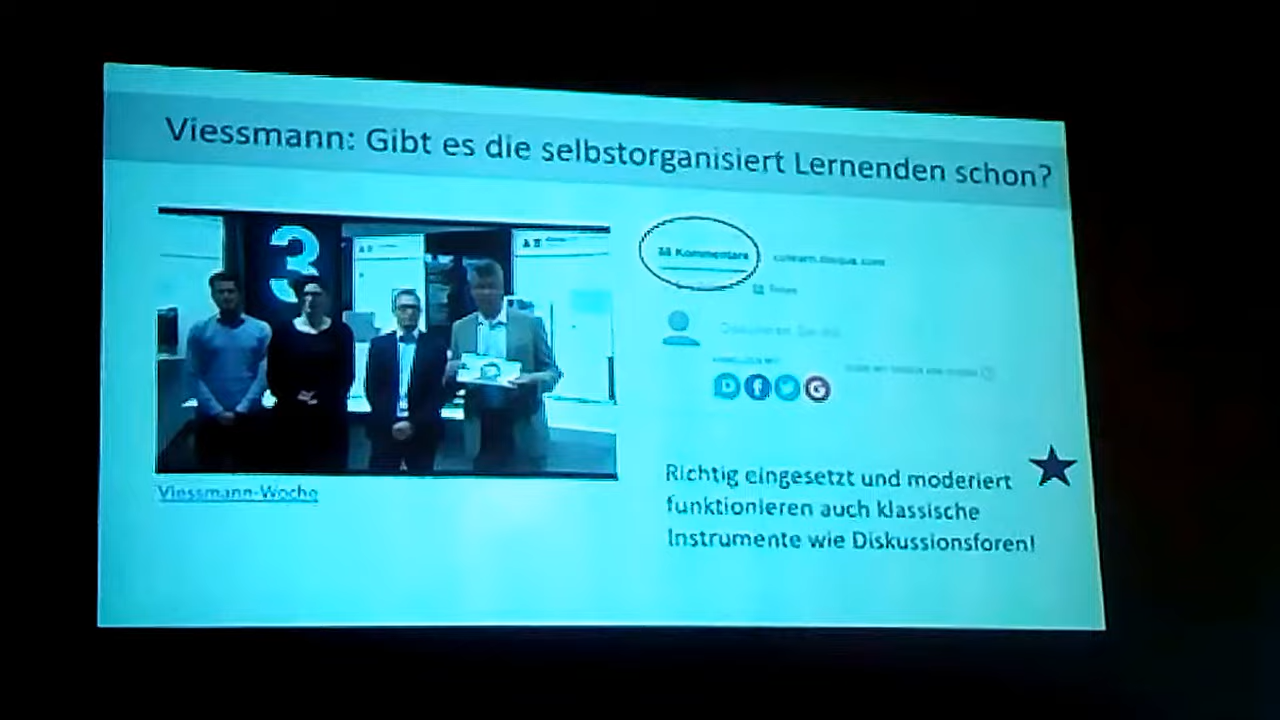 Viessmann: Gibt es die selbstorganisiert Lernenden schon?
3
Kommentare
Viessmann-Woche
Richtig eingesetzt und moderiert
funktionieren auch klassische
Instrumente wie Diskussionsforen!